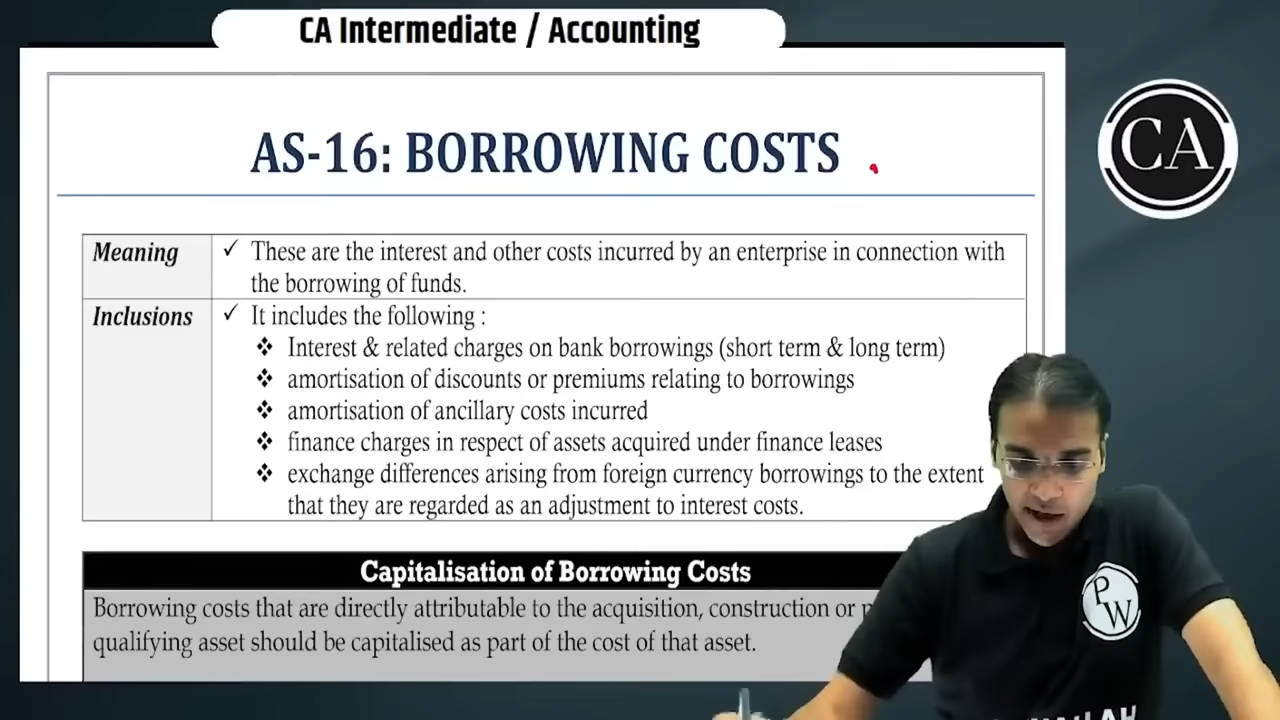 CA Intermediate / Accounting
CA
AS-16: BORROWING COSTS
Meaning
✓ These are the interest and other costs incurred by an enterprise in connection with
the borrowing of funds.
Inclusions
✓ It includes the following :
❖ Interest & related charges on bank borrowings (short term & long term)
❖ amortisation of discounts or premiums relating to borrowings
❖ amortisation of ancillary costs incurred
❖ finance charges in respect of assets acquired under finance leases
❖ exchange differences arising from foreign currency borrowings to the extent
that they are regarded as an adjustment to interest costs.
Capitalisation of Borrowing Costs
Borrowing costs that are directly attributable to the acquisition, construction or
qualifying asset should be capitalised as part of the cost of that asset.
PW